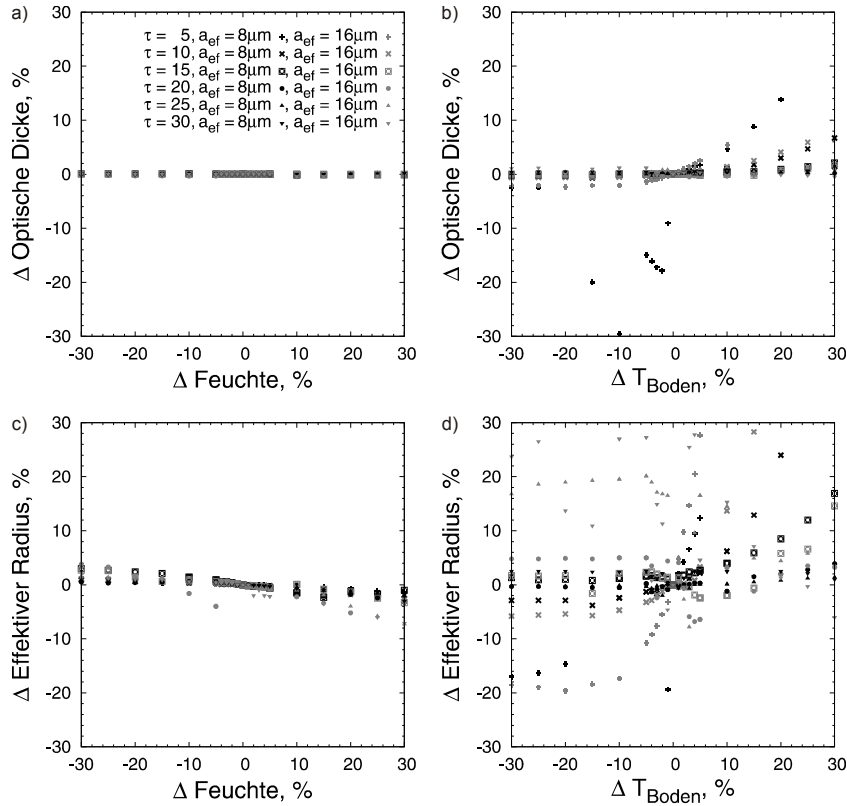 a)
τ = 5, a_ef = 8μm +, a_ef = 16μm +
τ = 10, a_ef = 8μm ×, a_ef = 16μm ×
τ = 15, a_ef = 8μm ⊡, a_ef = 16μm ⊡
τ = 20, a_ef = 8μm •, a_ef = 16μm •
τ = 25, a_ef = 8μm ▴, a_ef = 16μm ▴
τ = 30, a_ef = 8μm ▾, a_ef = 16μm ▾
Δ Optische Dicke, %
30
20
10
0
-10
-20
-30
-30 -20 -10 0 10 20 30
Δ Feuchte, %
b)
Δ Optische Dicke, %
30
20
10
0
-10
-20
-30
-30 -20 -10 0 10 20 30
Δ T_Boden, %
c)
Δ Effektiver Radius, %
30
20
10
0
-10
-20
-30
-30 -20 -10 0 10 20 30
Δ Feuchte, %
d)
Δ Effektiver Radius, %
30
20
10
0
-10
-20
-30
-30 -20 -10 0 10 20 30
Δ T_Boden, %